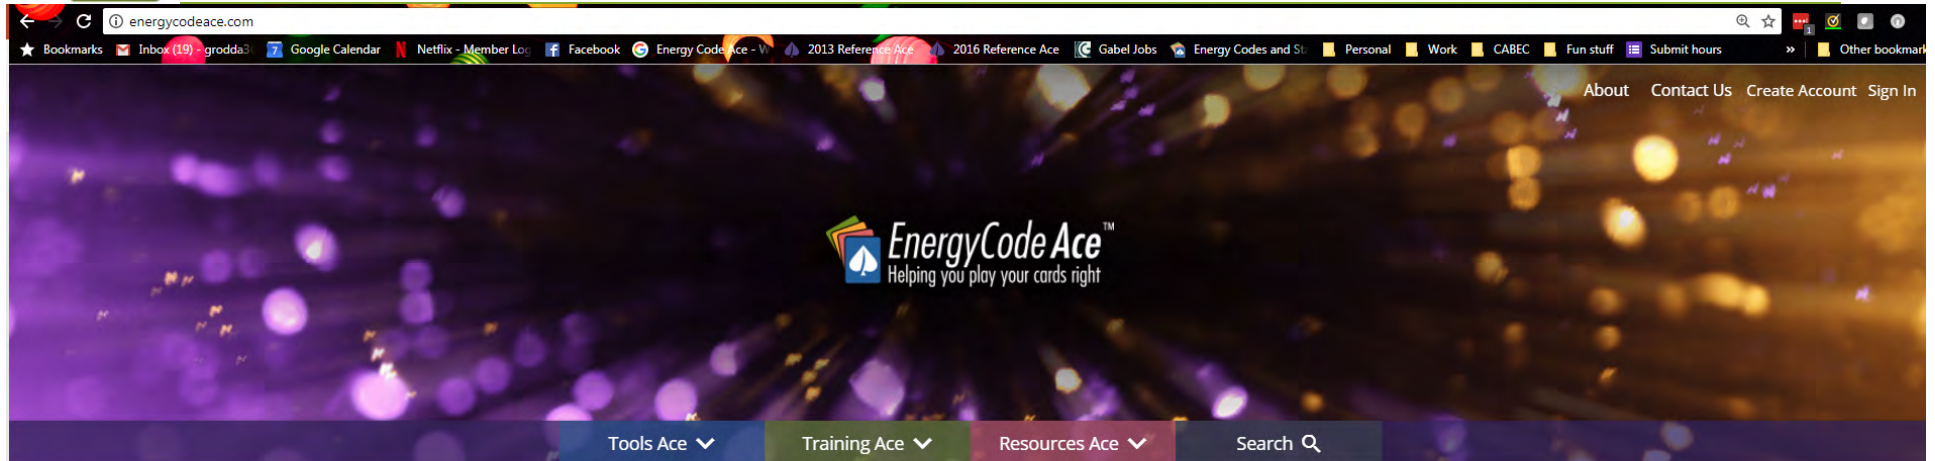 energycodeace.com
Bookmarks Inbox (19) - grodda3 7 Google Calendar Netflix - Member Log Facebook Energy Code Ace - W 2013 Reference Ace 2016 Reference Ace Gabel Jobs Energy Codes and St Personal Work CABEC Fun stuff Submit hours » Other bookmark
About Contact Us Create Account Sign In
EnergyCode Ace™
Helping you play your cards right
Tools Ace Training Ace Resources Ace Search